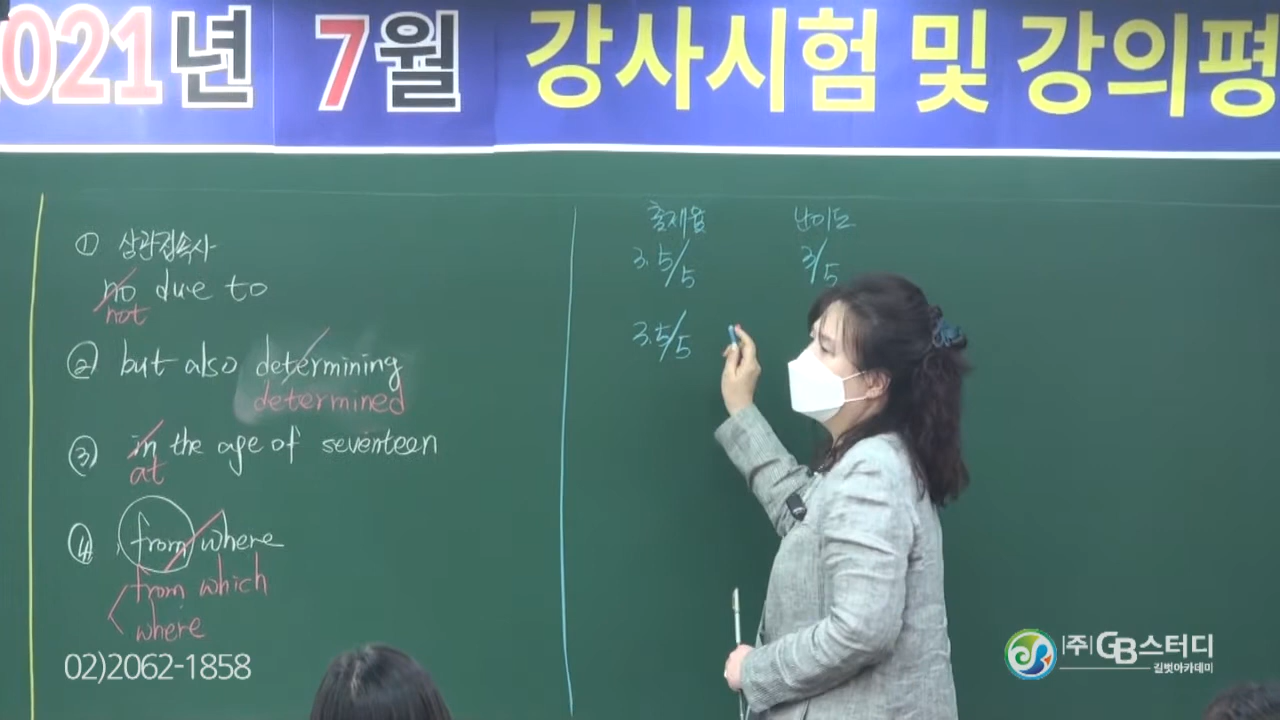 2021년 7월 강사시험 및 강의평
① 상관접속사
no due to
not
② but also determining
determined
③ in the age of seventeen
at
④ from where
from which
where
출제율 난이도
3.5/5 3/5
3.5/5
02)2062-1858
(주)GB스터디
길벗아카데미